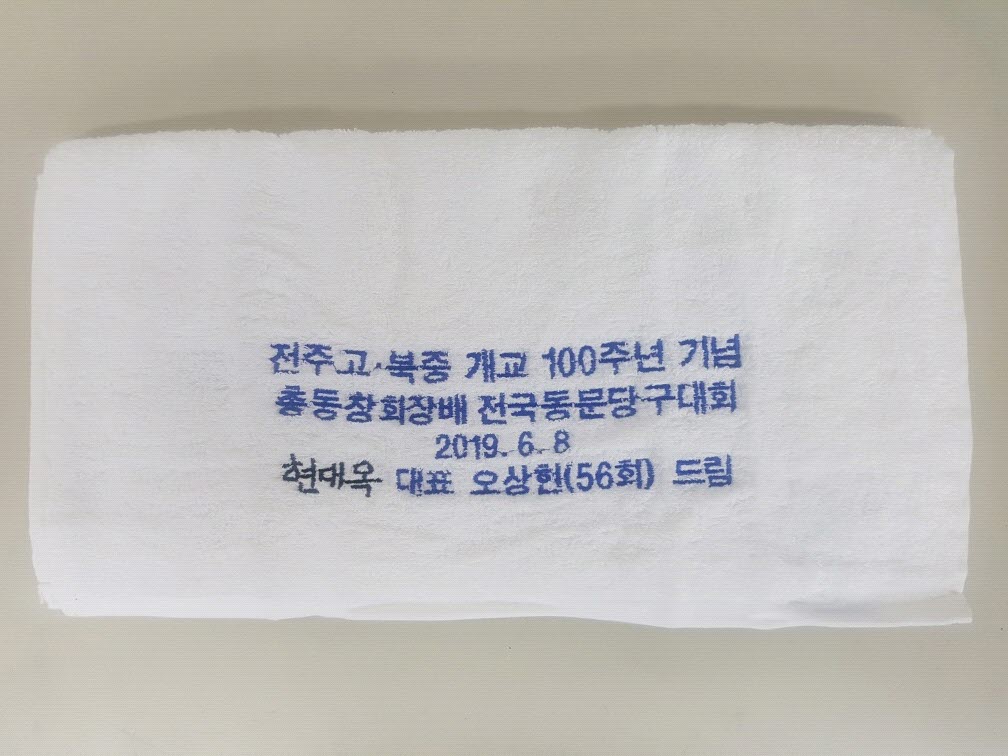 전주고·북중 개교 100주년 기념
총동창회장배 전국동문당구대회
2019. 6. 8
현대옥 대표 오상현(56회) 드림